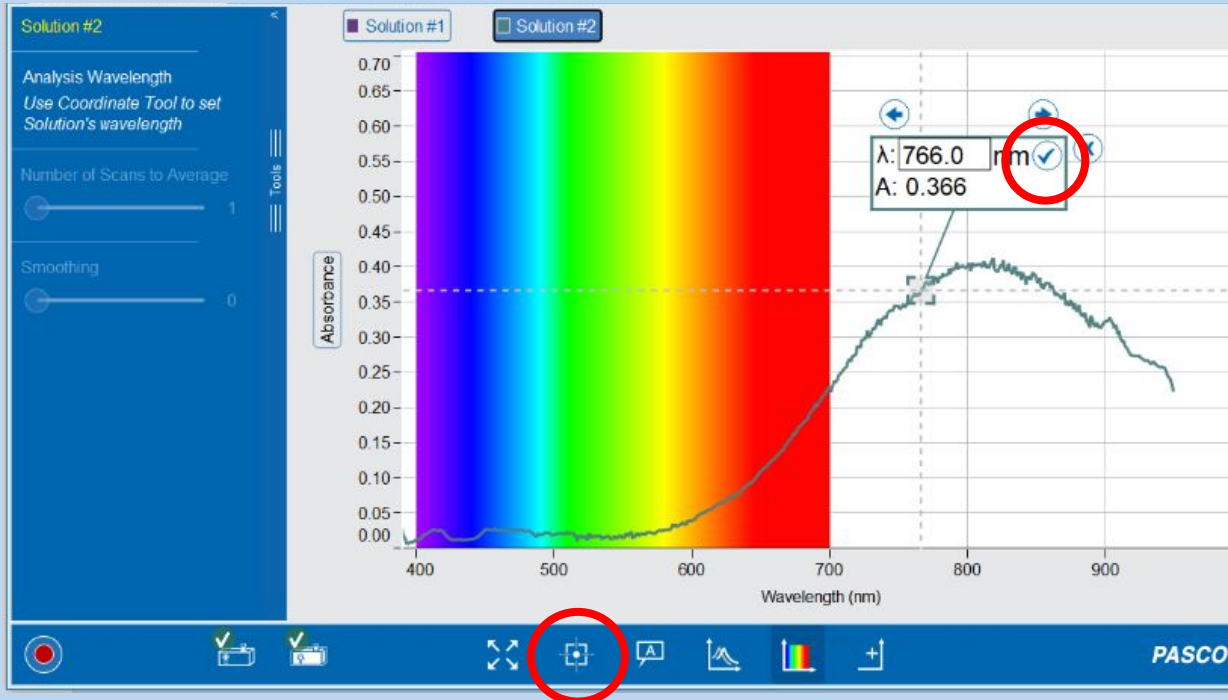 Solution #2
Analysis Wavelength
Use Coordinate Tool to set
Solution's wavelength
Number of Scans to Average
1
Smoothing
0
<
Tools
Solution #1
Solution #2
0.70
0.65
0.60
0.55
0.50
0.45
0.40
0.35
0.30
0.25
0.20
0.15
0.10
0.05
0.00
Absorbance
λ: 766.0 nm
A: 0.366
400
500
600
700
800
900
Wavelength (nm)
A
PASCO